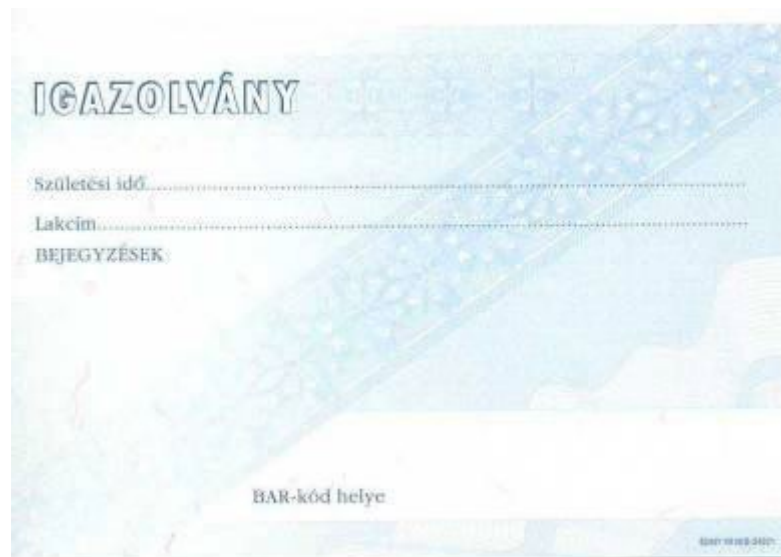 IGAZOLVÁNY
Születési idő
Lakcím
BEJEGYZÉSEK
BAR-kód helye